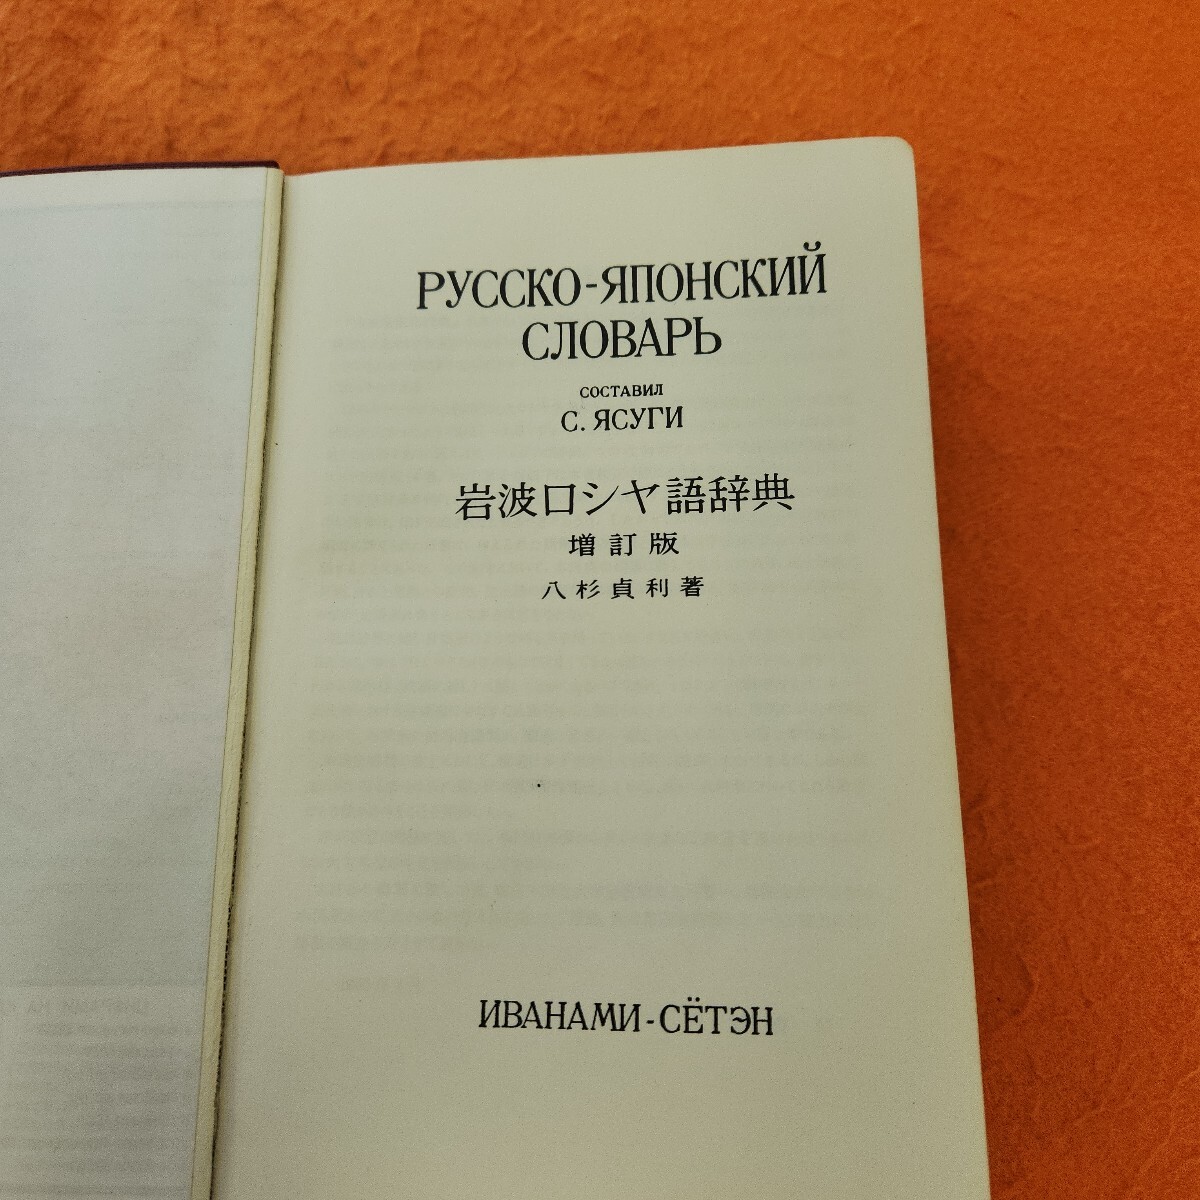 РУССКО-ЯПОНСКИЙ
СЛОВАРЬ
СОСТАВИЛ
С. ЯСУГИ
岩波ロシヤ語辞典
増訂版
八杉貞利著
ИВАНАМИ-СЁТЭН